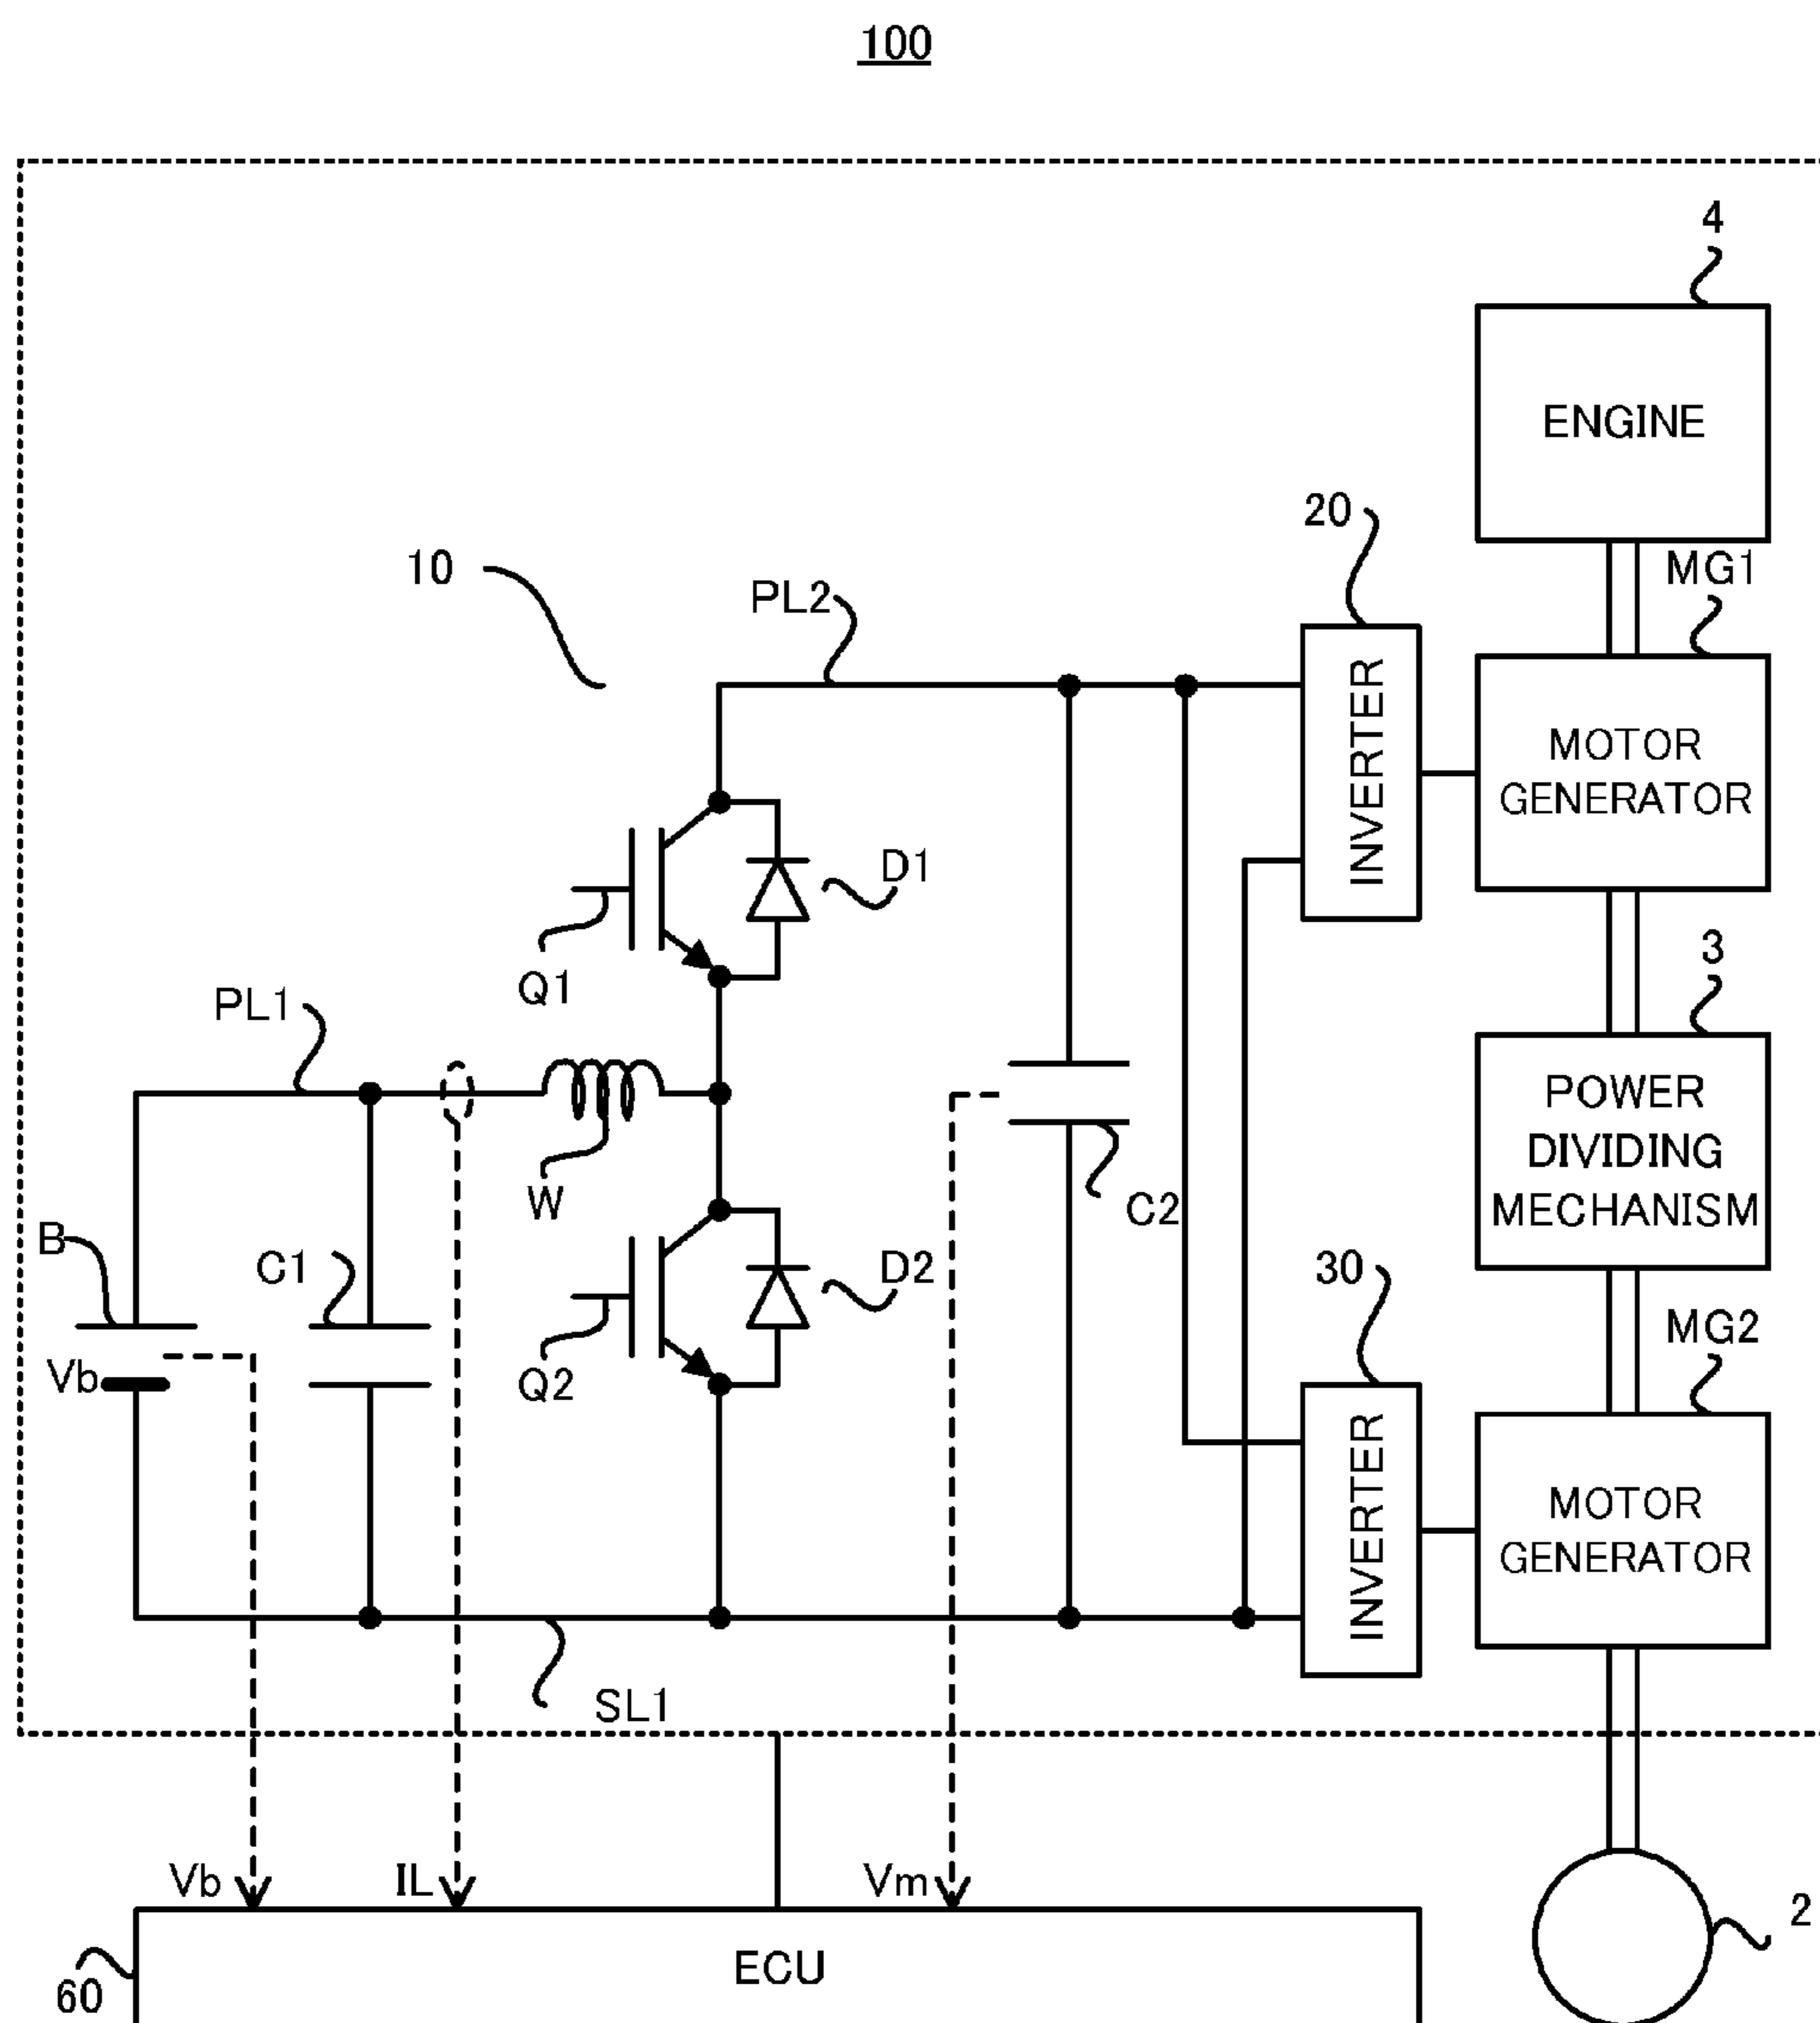 100
4
ENGINE
20
MG1
10
PL2
INVERTER
MOTOR
GENERATOR
D1
Q1
3
PL1
POWER
DIVIDING
MECHANISM
W
C2
B
C1
D2
30
MG2
Vb
Q2
INVERTER
MOTOR
GENERATOR
SL1
Vb
IL
Vm
2
ECU
60